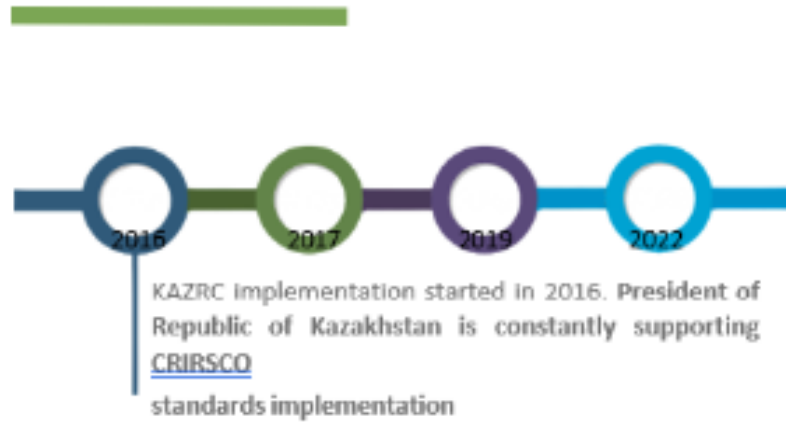 2016 2017 2019 2022
KAZRC implementation started in 2016. President of
Republic of Kazakhstan is constantly supporting
CRIRSCO
standards implementation